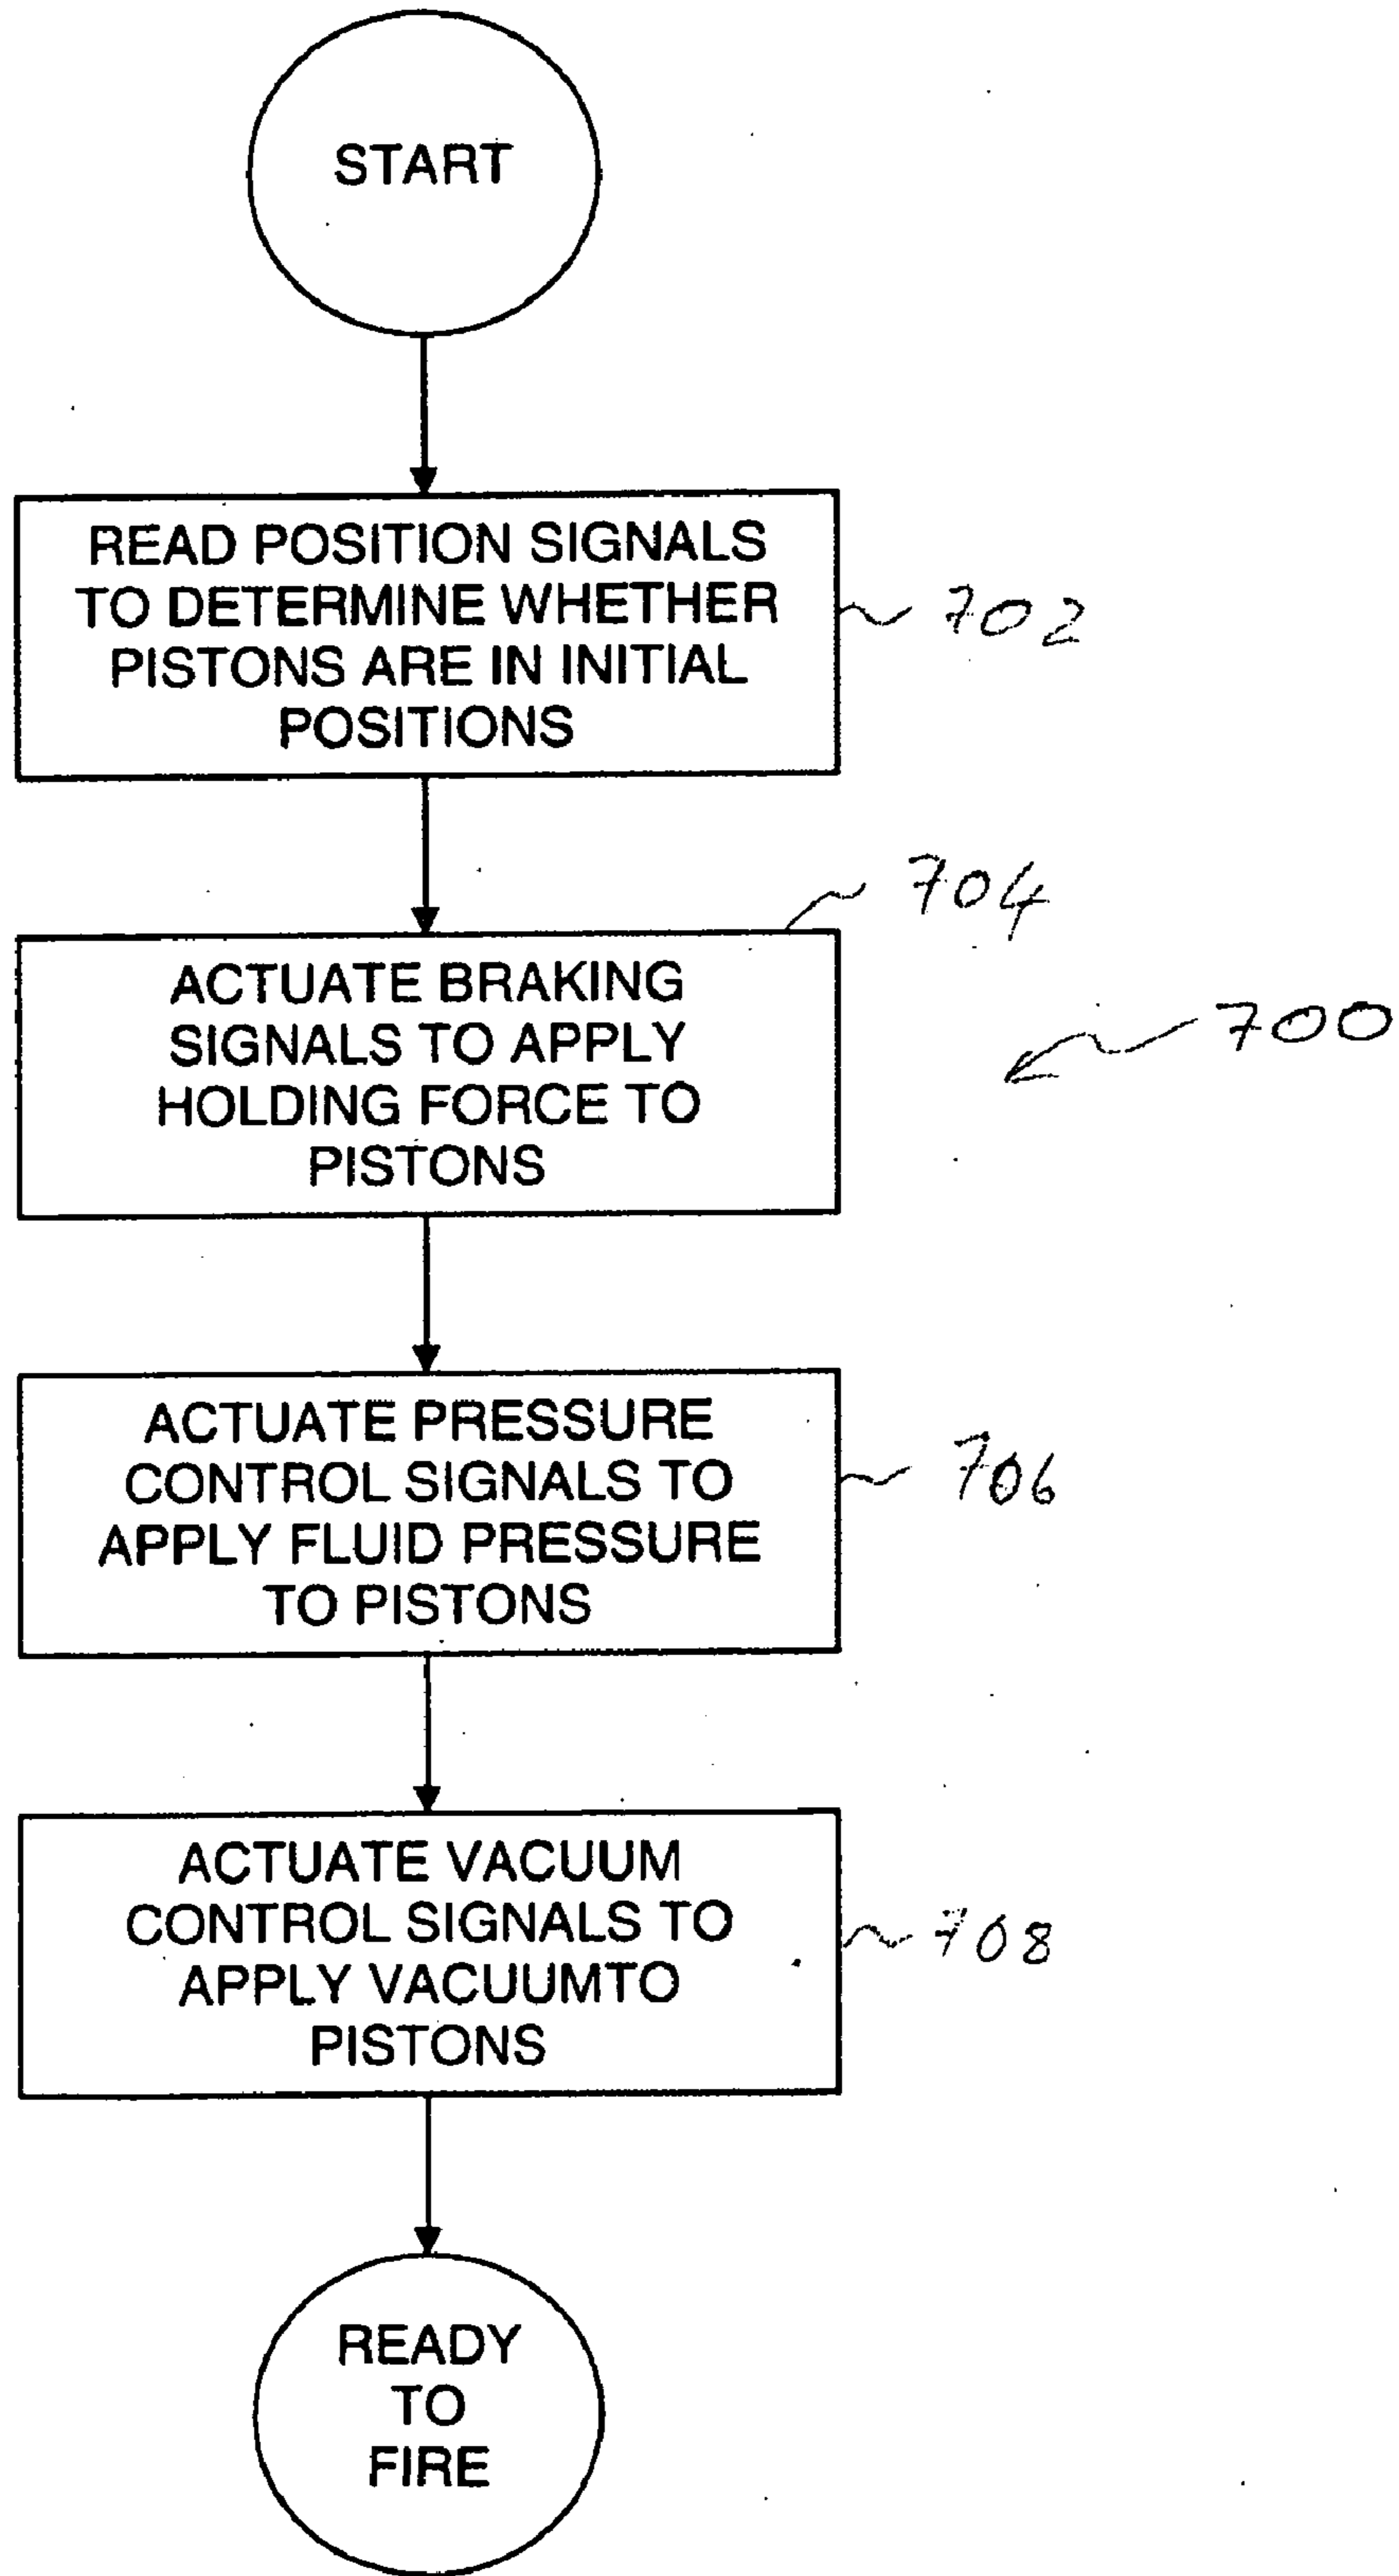 START
READ POSITION SIGNALS
TO DETERMINE WHETHER
PISTONS ARE IN INITIAL
POSITIONS
702
704
ACTUATE BRAKING
SIGNALS TO APPLY
HOLDING FORCE TO
PISTONS
700
ACTUATE PRESSURE
CONTROL SIGNALS TO
APPLY FLUID PRESSURE
TO PISTONS
706
ACTUATE VACUUM
CONTROL SIGNALS TO
APPLY VACUUMTO
PISTONS
708
READY
TO
FIRE